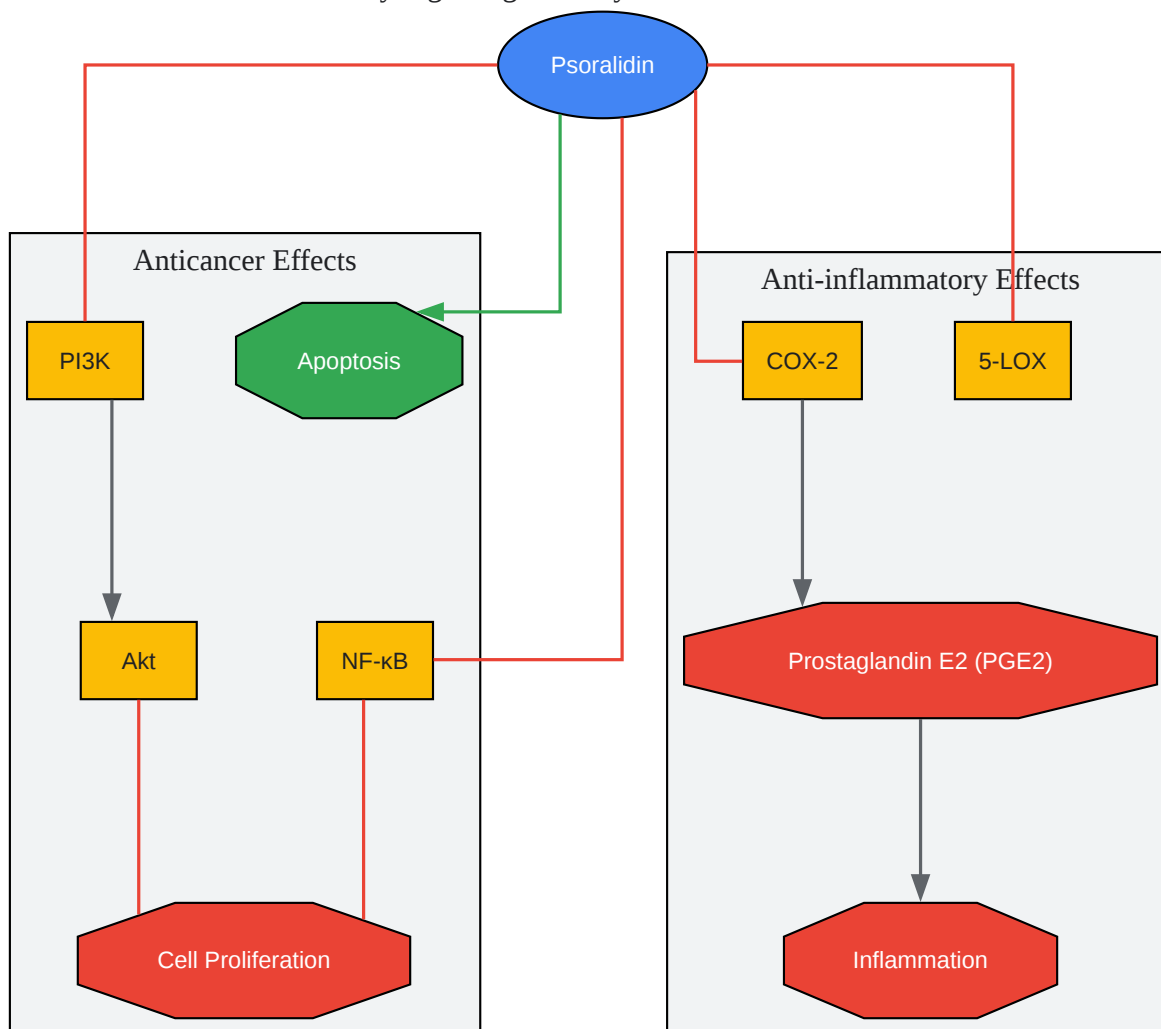 Psoralidin
Anticancer Effects
Anti-inflammatory Effects
PI3K
Apoptosis
COX-2
5-LOX
Akt
NF-κB
Prostaglandin E2 (PGE2)
Cell Proliferation
Inflammation